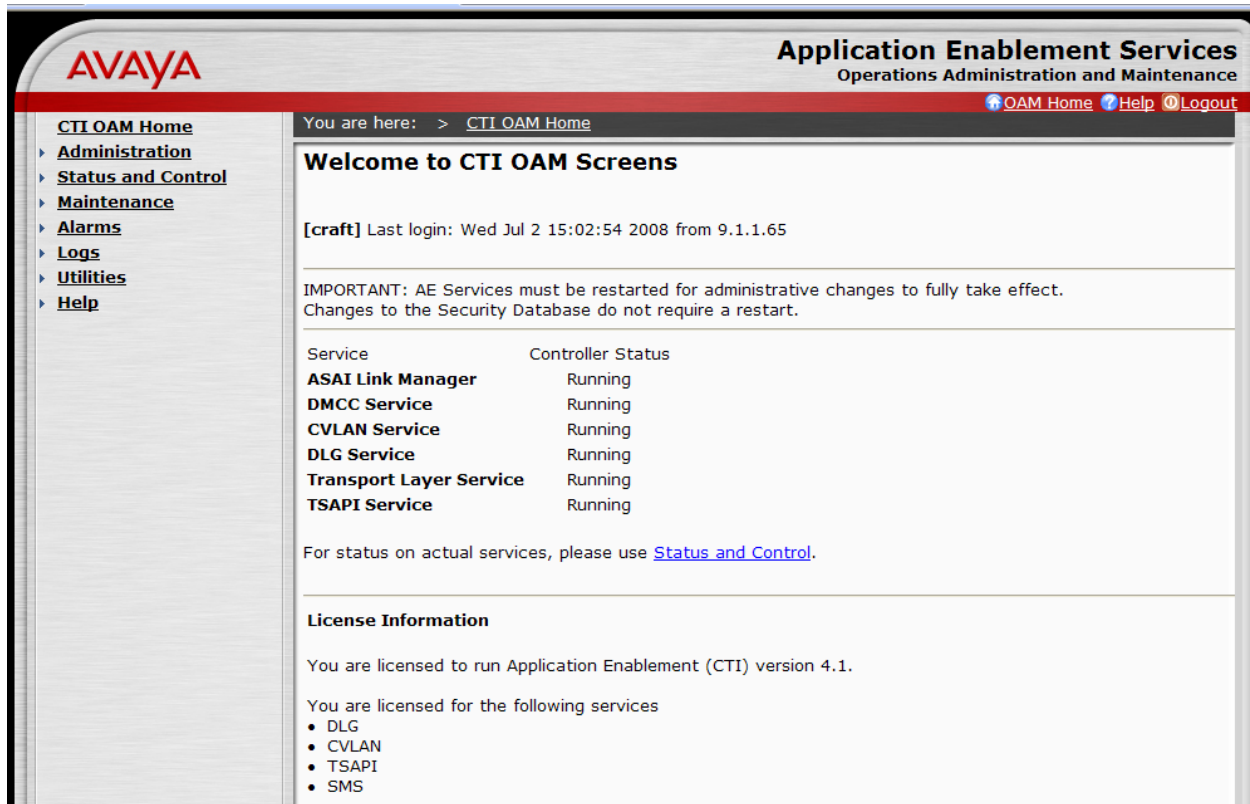 AVAYA
Application Enablement Services
Operations Administration and Maintenance
OAM Home Help Logout
CTI OAM Home
Administration
Status and Control
Maintenance
Alarms
Logs
Utilities
Help
You are here: > CTI OAM Home
Welcome to CTI OAM Screens
[craft] Last login: Wed Jul 2 15:02:54 2008 from 9.1.1.65
IMPORTANT: AE Services must be restarted for administrative changes to fully take effect.
Changes to the Security Database do not require a restart.
Service Controller Status
ASAI Link Manager Running
DMCC Service Running
CVLAN Service Running
DLG Service Running
Transport Layer Service Running
TSAPI Service Running
For status on actual services, please use Status and Control.
License Information
You are licensed to run Application Enablement (CTI) version 4.1.
You are licensed for the following services
• DLG
• CVLAN
• TSAPI
• SMS